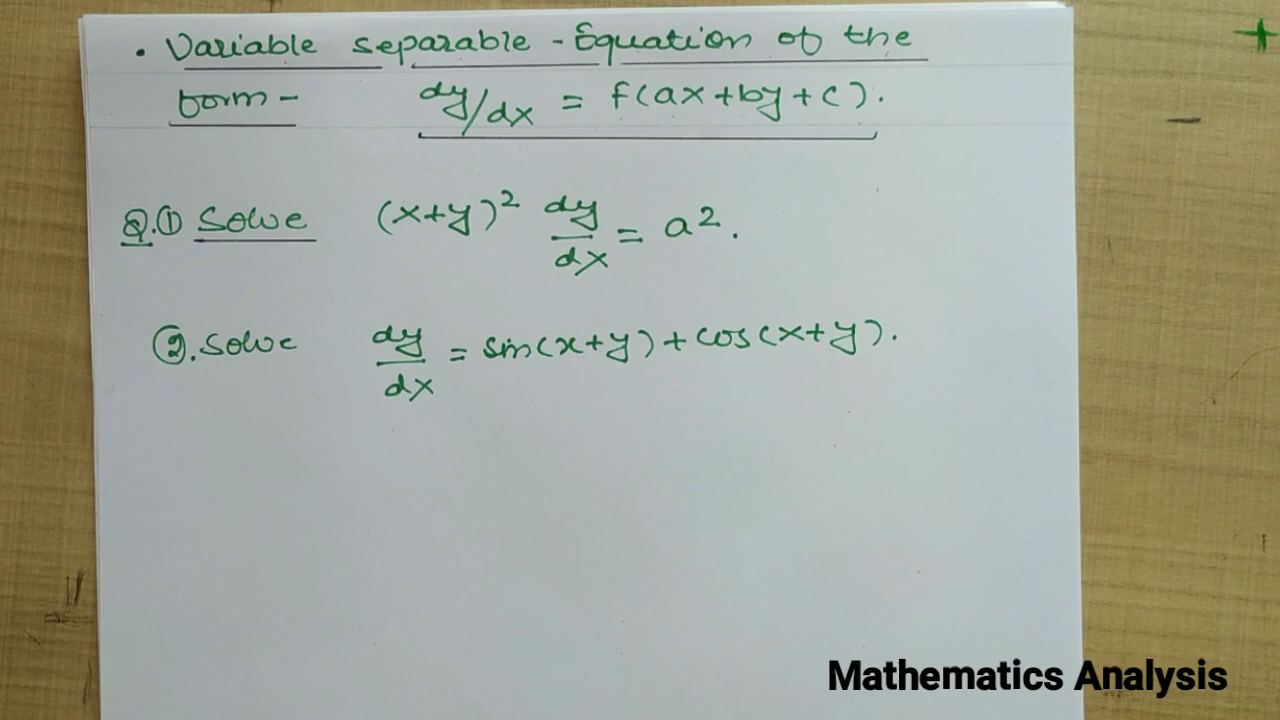 • Variable separable - Equation of the
form - dy/dx = f(ax+by+c).
Q.① Solve (x+y)² dy/dx = a².
②. Solve dy/dx = sin(x+y)+cos(x+y).
Mathematics Analysis